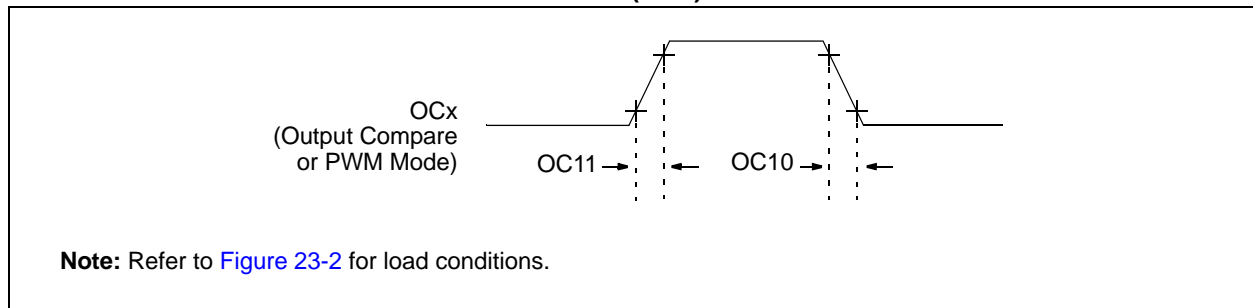 OCx
(Output Compare
or PWM Mode)
OC11
OC10
Note: Refer to Figure 23-2 for load conditions.